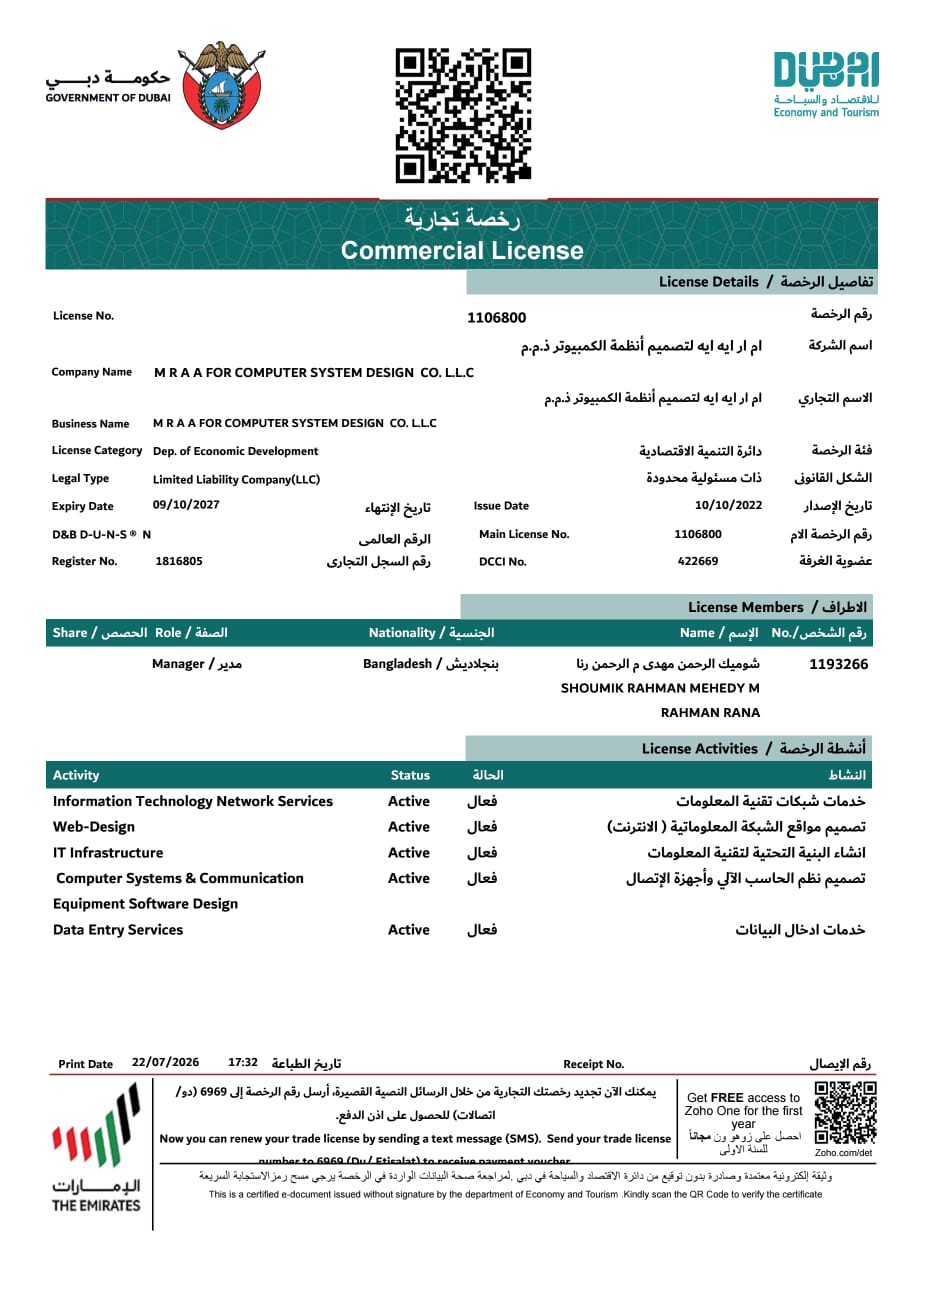 حكومة دبي
GOVERNMENT OF DUBAI
DUBAI
للاقتصاد والسياحة
Economy and Tourism
رخصة تجارية
Commercial License
License Details / تفاصيل الرخصة
License No. 1106800 رقم الرخصة
ام ار ايه ايه لتصميم أنظمة الكمبيوتر ذ.م.م اسم الشركة
Company Name M R A A FOR COMPUTER SYSTEM DESIGN CO. L.L.C
ام ار ايه ايه لتصميم أنظمة الكمبيوتر ذ.م.م الاسم التجاري
Business Name M R A A FOR COMPUTER SYSTEM DESIGN CO. L.L.C
License Category Dep. of Economic Development دائرة التنمية الاقتصادية فئة الرخصة
Legal Type Limited Liability Company(LLC) ذات مسئولية محدودة الشكل القانونى
Expiry Date 09/10/2027 تاريخ الإنتهاء Issue Date 10/10/2022 تاريخ الإصدار
D&B D-U-N-S ® N الرقم العالمى Main License No. 1106800 رقم الرخصة الام
Register No. 1816805 رقم السجل التجارى DCCI No. 422669 عضوية الغرفة
License Members / الاطراف
Share / الحصص Role / الصفة Nationality / الجنسية Name / الإسم No./رقم الشخص
Manager / مدير Bangladesh / بنجلاديش شوميك الرحمن مهدى م الرحمن رنا 1193266
SHOUMIK RAHMAN MEHEDY M
RAHMAN RANA
License Activities / أنشطة الرخصة
Activity Status الحالة النشاط
Information Technology Network Services Active فعال خدمات شبكات تقنية المعلومات
Web-Design Active فعال تصميم مواقع الشبكة المعلوماتية ( الانترنت)
IT Infrastructure Active فعال انشاء البنية التحتية لتقنية المعلومات
Computer Systems & Communication Active فعال تصميم نظم الحاسب الآلي وأجهزة الإتصال
Equipment Software Design
Data Entry Services Active فعال خدمات ادخال البيانات
Print Date 22/07/2026 17:32 تاريخ الطباعة Receipt No. رقم الإيصال
يمكنك الآن تجديد رخصتك التجارية من خلال الرسائل النصية القصيرة، أرسل رقم الرخصة إلى 6969 (دو/
اتصالات) للحصول على اذن الدفع.
Now you can renew your trade license by sending a text message (SMS). Send your trade license
number to 6969 (Du/ Etisalat) to receive payment voucher
Get FREE access to
Zoho One for the first
year
احصل على زوهو ون مجاناً
للسنة الاولى
Zoho.com/det
الإمارات
THE EMIRATES
وثيقة إلكترونية معتمدة وصادرة بدون توقيع من دائرة الاقتصاد والسياحة في دبي .لمراجعة صحة البيانات الواردة في الرخصة يرجي مسح رمز الاستجابة السريعة
This is a certified e-document issued without signature by the department of Economy and Tourism .Kindly scan the QR Code to verify the certificate